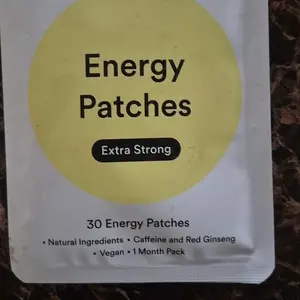 Energy
Patches
Extra Strong
30 Energy Patches
• Natural Ingredients • Caffeine and Red Ginseng
• Vegan • 1 Month Pack